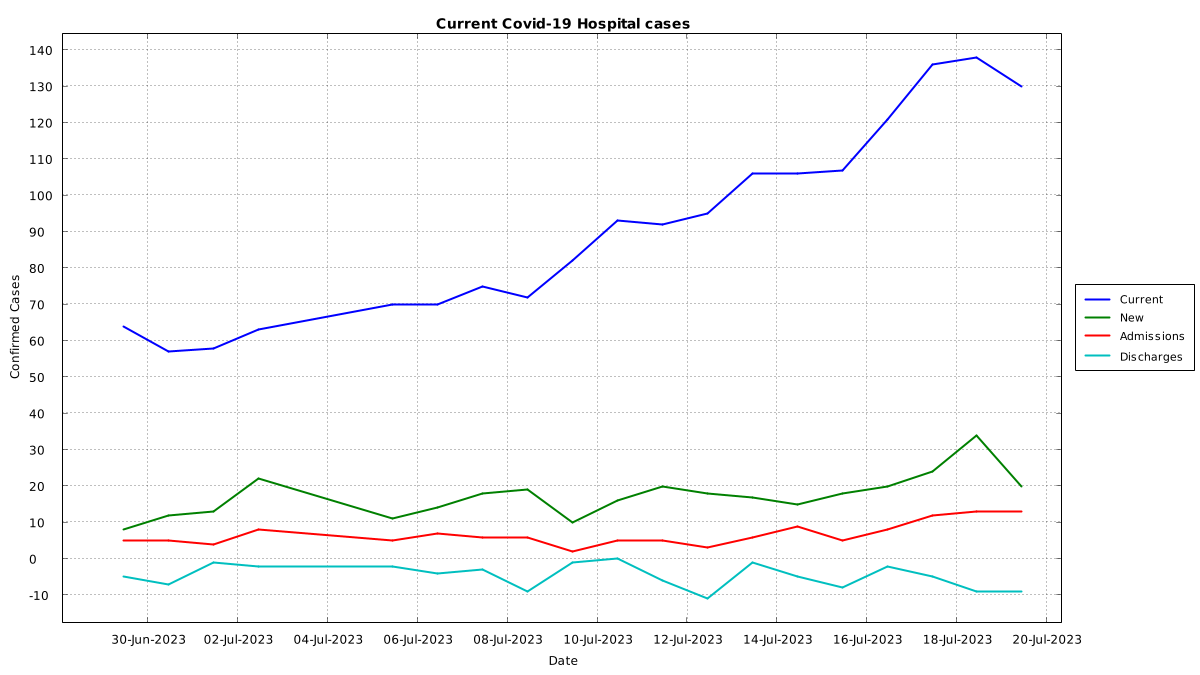 Current Covid-19 Hospital cases
140
130
120
110
100
90
80
70
60
50
40
30
20
10
0
-10
Confirmed Cases
30-Jun-2023 02-Jul-2023 04-Jul-2023 06-Jul-2023 08-Jul-2023 10-Jul-2023 12-Jul-2023 14-Jul-2023 16-Jul-2023 18-Jul-2023 20-Jul-2023
Date
Current
New
Admissions
Discharges